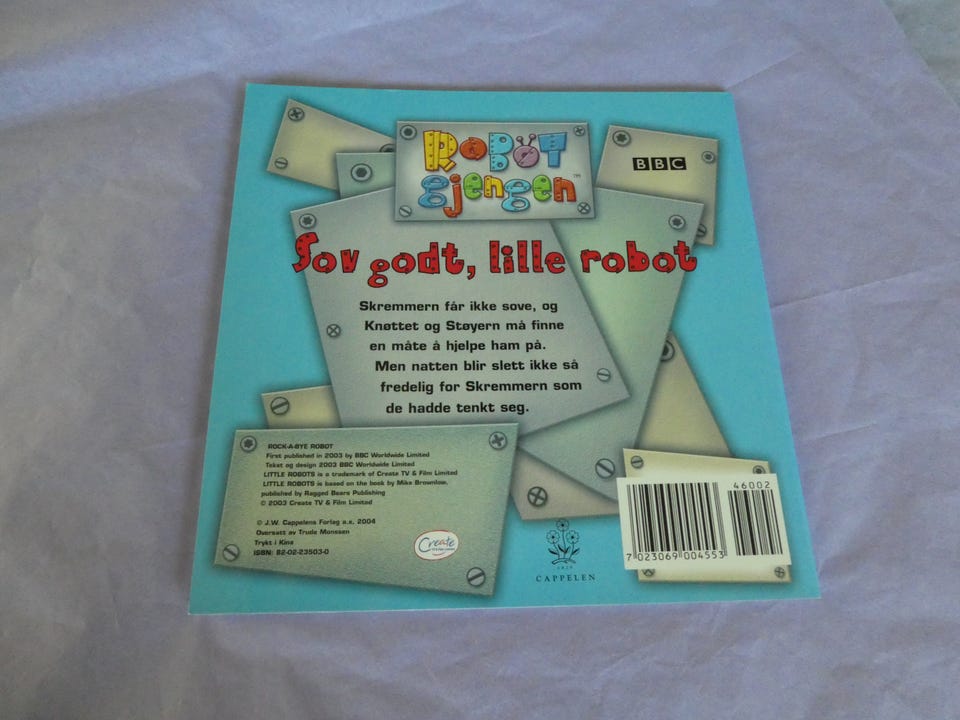 ROBOT
gjengen™
BBC
Sov godt, lille robot
Skremmern får ikke sove, og
Knøttet og Støyern må finne
en måte å hjelpe ham på.
Men natten blir slett ikke så
fredelig for Skremmern som
de hadde tenkt seg.
ROCK-A-BYE ROBOT
First published in 2003 by BBC Worldwide Limited
Tekst og design 2003 BBC Worldwide Limited
LITTLE ROBOTS is a trademark of Create TV & Film Limited
LITTLE ROBOTS is based on the book by Mike Brownlow,
published by Ragged Bears Publishing
© 2003 Create TV & Film Limited
© J.W. Cappelens Forlag a.s. 2004
Oversatt av Trude Monssen
Trykt i Kina
ISBN: 82-02-23503-0
Create
1829
CAPPELEN
46002
7 023069 004553